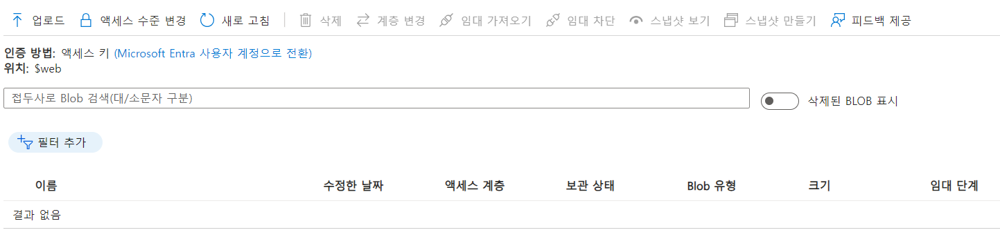 업로드 액세스 수준 변경 새로 고침 삭제 계층 변경 임대 가져오기 임대 차단 스냅샷 보기 스냅샷 만들기 피드백 제공
인증 방법: 액세스 키 (Microsoft Entra 사용자 계정으로 전환)
위치: $web
접두사로 Blob 검색(대/소문자 구분) 삭제된 BLOB 표시
필터 추가
이름 수정한 날짜 액세스 계층 보관 상태 Blob 유형 크기 임대 단계
결과 없음